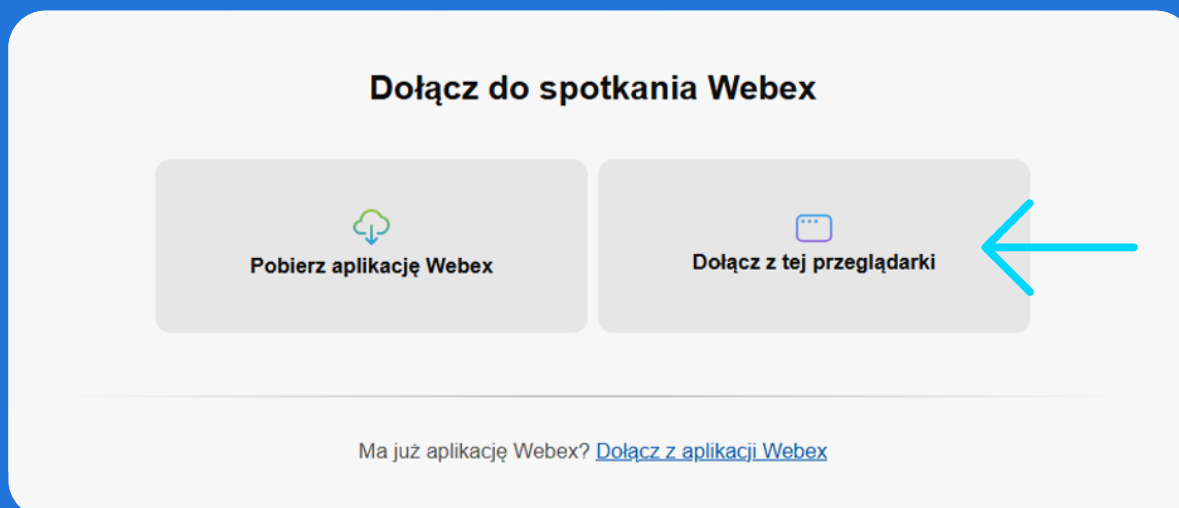 Dołącz do spotkania Webex
Pobierz aplikację Webex
Dołącz z tej przeglądarki
Ma już aplikację Webex? Dołącz z aplikacji Webex